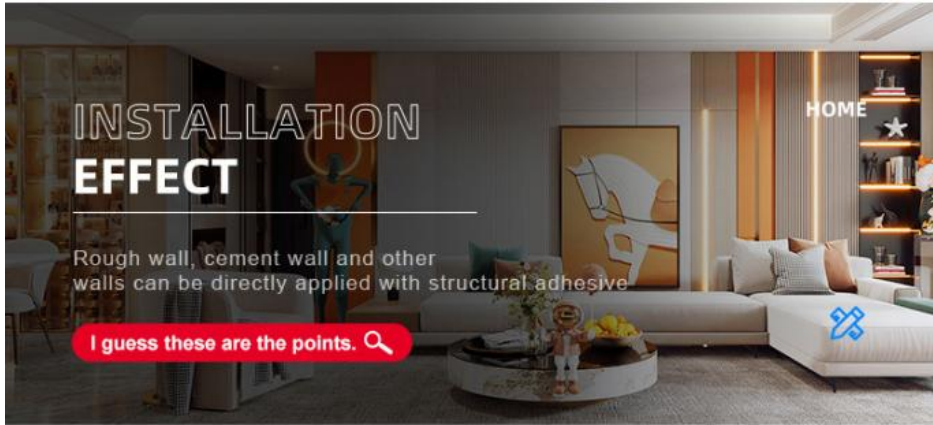 INSTALLATION
EFFECT
HOME
Rough wall, cement wall and other
walls can be directly applied with structural adhesive
I guess these are the points.